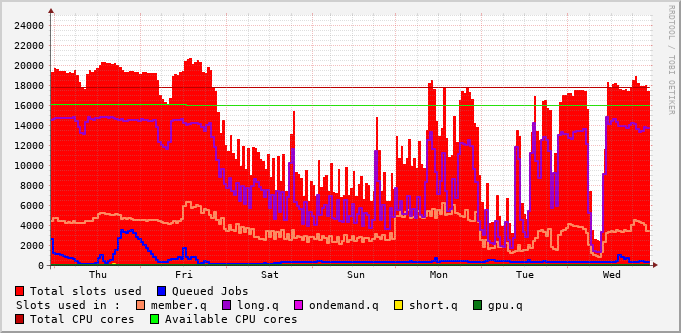 RRDTOOL / TOBI OETIKER
24000
22000
20000
18000
16000
14000
12000
10000
8000
6000
4000
2000
0
Thu Fri Sat Sun Mon Tue Wed
Total slots used Queued Jobs
Slots used in : member.q long.q ondemand.q short.q gpu.q
Total CPU cores Available CPU cores